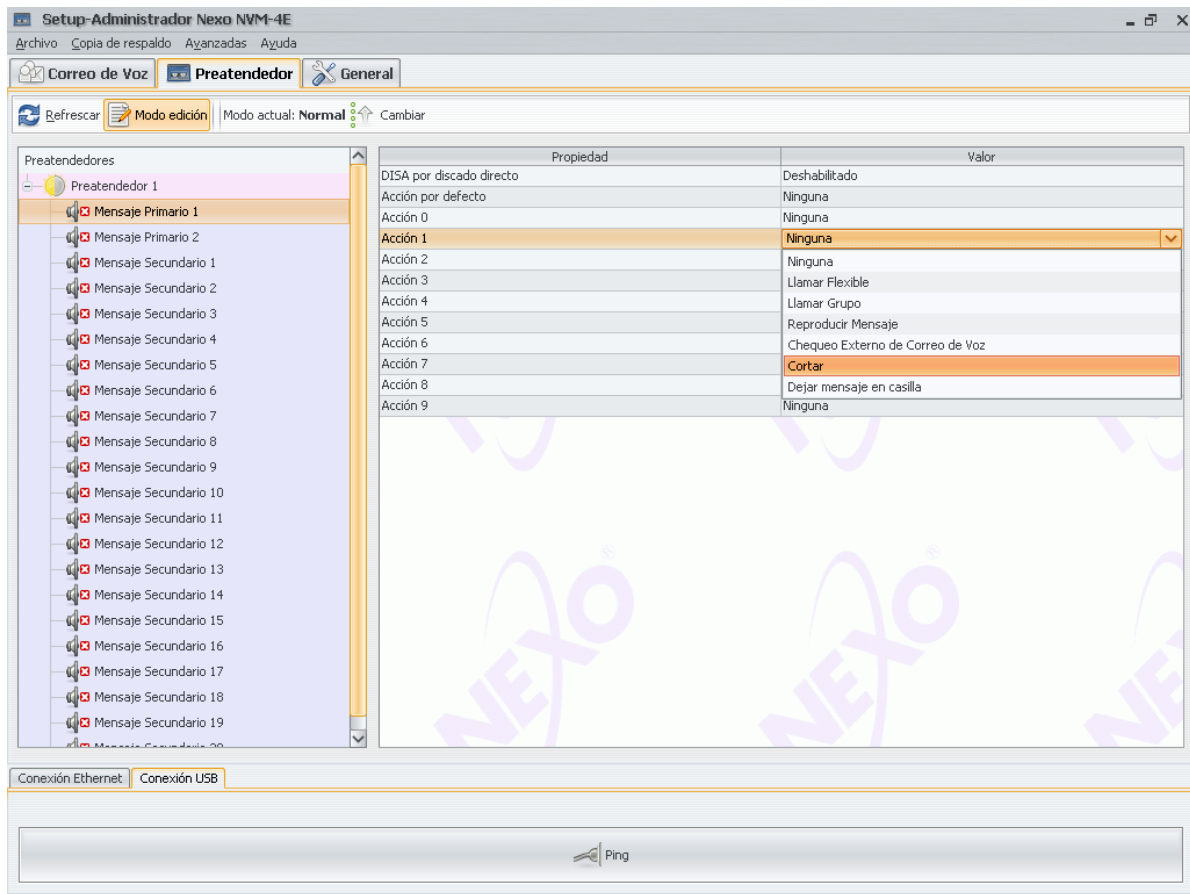 Setup-Administrador Nexo NVM-4E
Archivo Copia de respaldo Avanzadas Ayuda
Correo de Voz Preatendedor General
Refrescar Modo edición Modo actual: Normal Cambiar
Preatendedores
Preatendedor 1
Mensaje Primario 1
Mensaje Primario 2
Mensaje Secundario 1
Mensaje Secundario 2
Mensaje Secundario 3
Mensaje Secundario 4
Mensaje Secundario 5
Mensaje Secundario 6
Mensaje Secundario 7
Mensaje Secundario 8
Mensaje Secundario 9
Mensaje Secundario 10
Mensaje Secundario 11
Mensaje Secundario 12
Mensaje Secundario 13
Mensaje Secundario 14
Mensaje Secundario 15
Mensaje Secundario 16
Mensaje Secundario 17
Mensaje Secundario 18
Mensaje Secundario 19
Propiedad Valor
DISA por discado directo Deshabilitado
Acción por defecto Ninguna
Acción 0 Ninguna
Acción 1 Ninguna
Acción 2 Ninguna
Acción 3 Llamar Flexible
Acción 4 Llamar Grupo
Acción 5 Reproducir Mensaje
Acción 6 Chequeo Externo de Correo de Voz
Acción 7 Cortar
Acción 8 Dejar mensaje en casilla
Acción 9 Ninguna
NEXO ®
NEXO ®
Conexión Ethernet Conexión USB
Ping